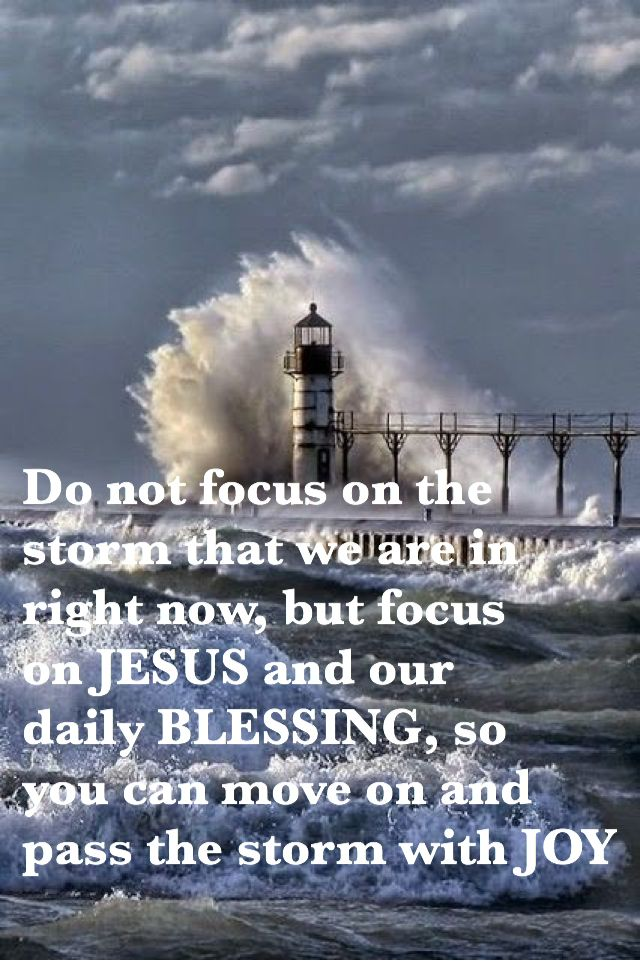 Do not focus on the
storm that we are in
right now, but focus
on JESUS and our
daily BLESSING, so
you can move on and
pass the storm with JOY